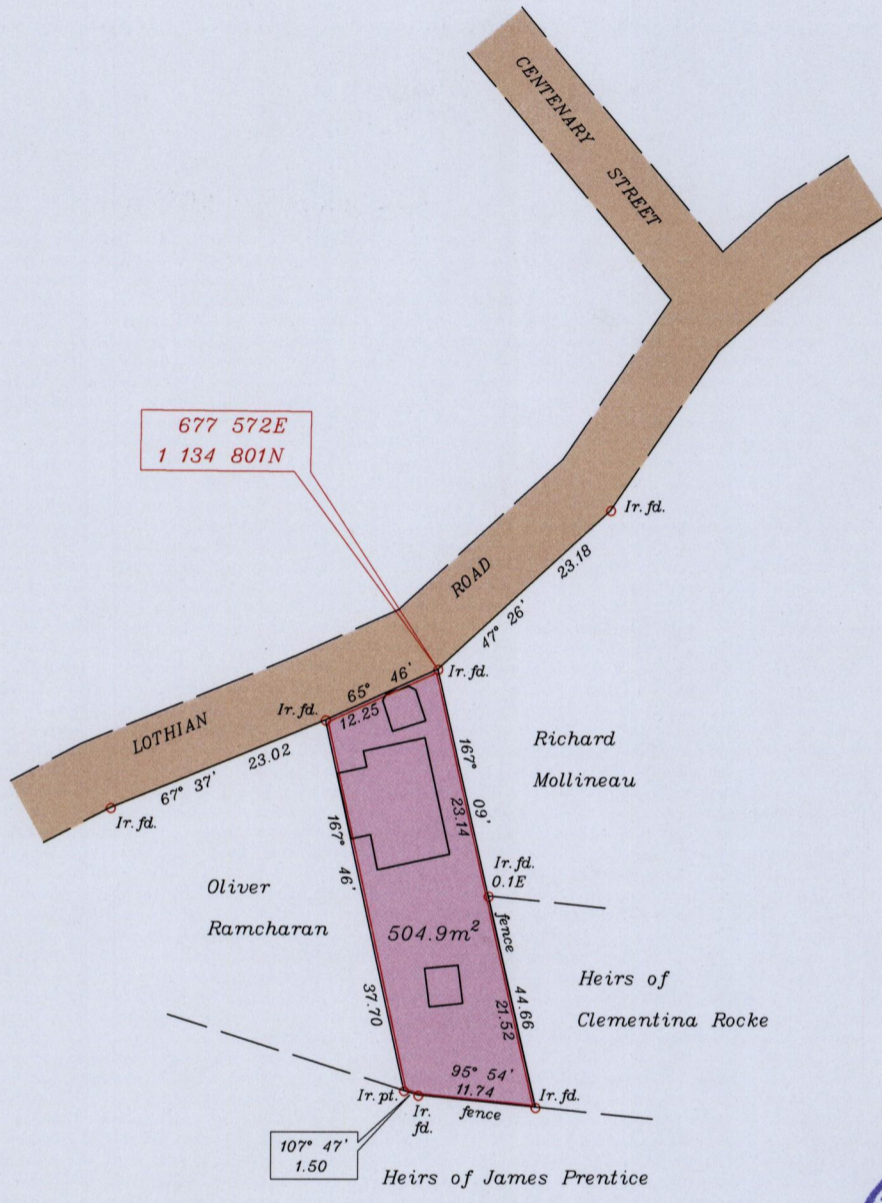 CENTENARY STREET
677 572E
1 134 801N
Ir. fd.
23.18
47° 26'
ROAD
Ir. fd.
65° 46'
12.25
Ir. fd.
LOTHIAN
23.02
67° 37'
Ir. fd.
Richard
Mollineau
167° 09'
23.14
167° 46'
Ir. fd.
0.1E
Oliver
Ramcharan
fence
504.9m²
Heirs of
Clementina Rocke
44.66
21.52
37.70
95° 54'
11.74
Ir. pt.
Ir.
fd.
fence
Ir. fd.
107° 47'
1.50
Heirs of James Prentice